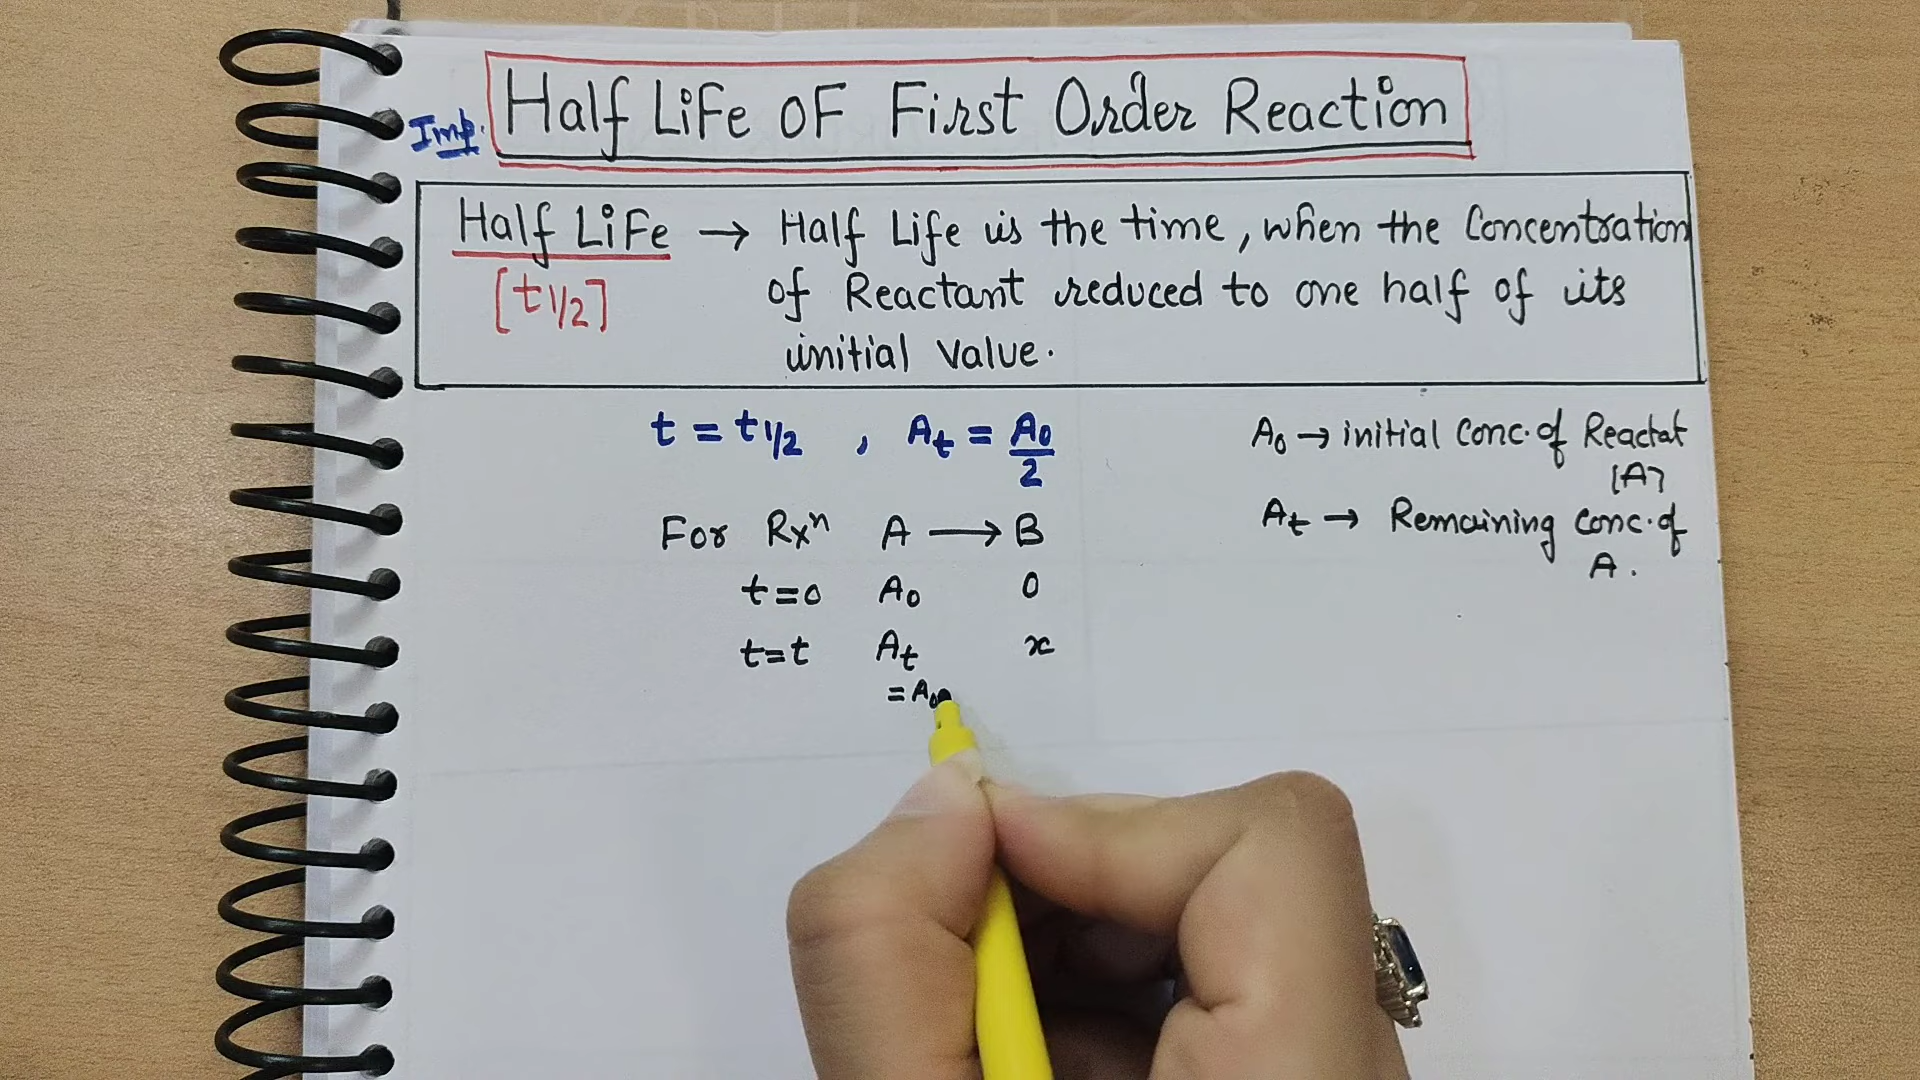 Half Life OF First Order Reaction
Imp.
Half Life → Half Life is the time, when the Concentration
[t1/2] of Reactant reduced to one half of its
initial value.
t = t1/2 , At = A0/2
A0 → initial Conc. of Reactat
[A]
For Rxⁿ A → B
At → Remaining Conc. of
A.
t=0 A0 0
t=t At x
= A0